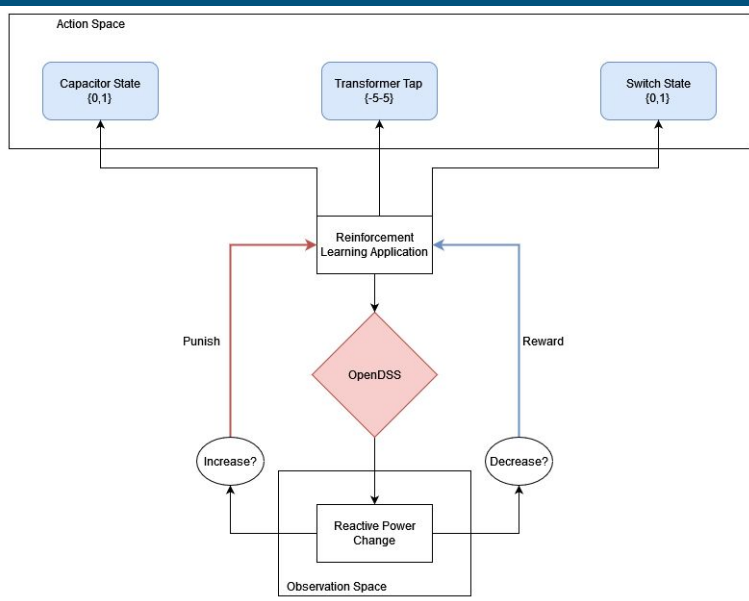 Action Space
Capacitor State
{0,1}
Transformer Tap
{-5-5}
Switch State
{0,1}
Reinforcement
Learning Application
Punish
Reward
OpenDSS
Increase?
Decrease?
Reactive Power
Change
Observation Space